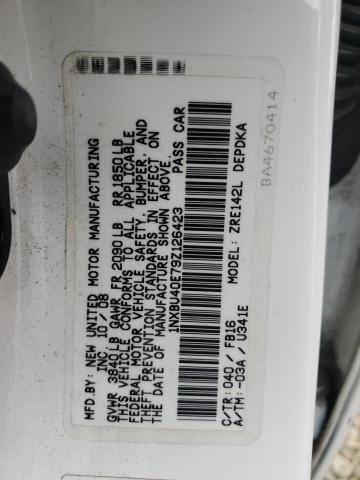 MFD.BY: NEW UNITED MOTOR MANUFACTURING
INC 10/08
GVWR 3840 LB GAWR FR 2090 LB RR 1850 LB
THIS VEHICLE CONFORMS TO ALL APPLICABLE
FEDERAL MOTOR VEHICLE SAFETY, BUMPER, AND
THEFT PREVENTION STANDARDS IN EFFECT ON
THE DATE OF MANUFACTURE SHOWN ABOVE.
1NXBU40E79Z126423 PASS CAR
MODEL: ZRE142L DEPDKA
C/TR: 040 / FB16
A/TM: -03A / U341E
BA4670414